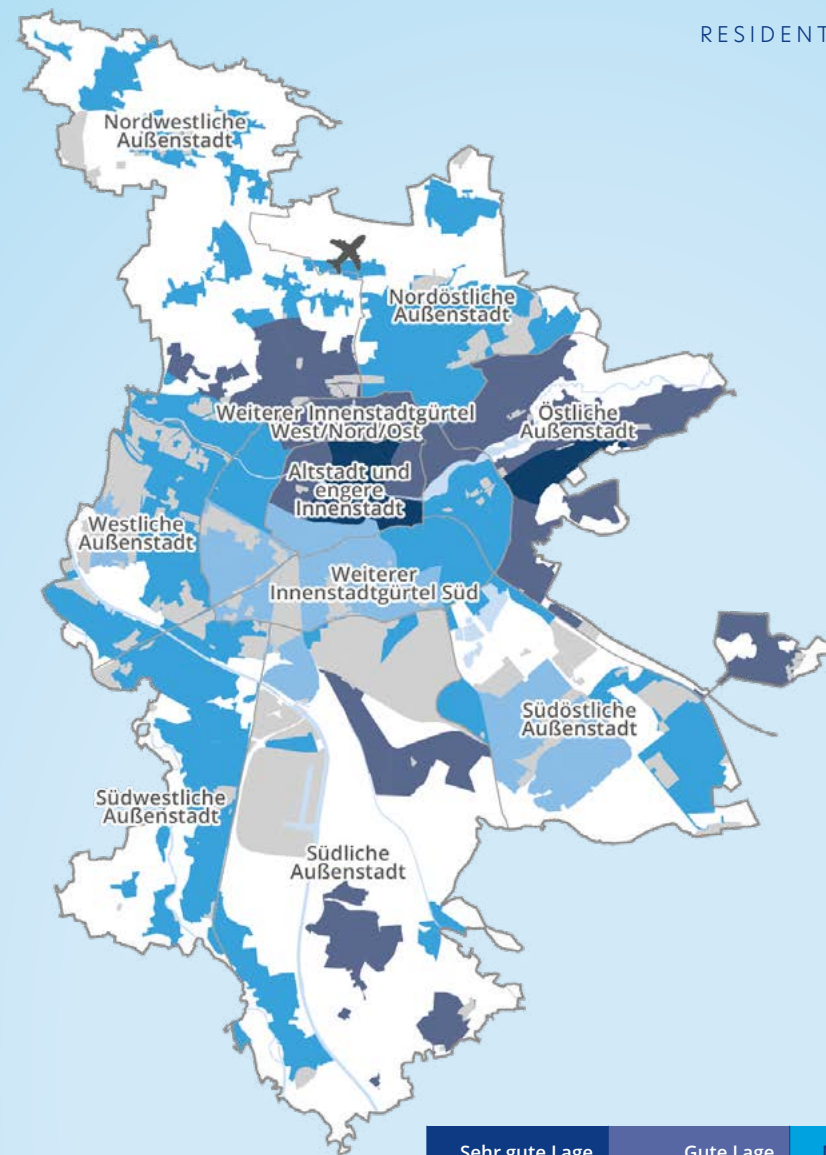 RESIDENT
Nordwestliche
Außenstadt
Nordöstliche
Außenstadt
Weiterer Innenstadtgürtel
West/Nord/Ost
Östliche
Außenstadt
Altstadt und
engere
Innenstadt
Westliche
Außenstadt
Weiterer
Innenstadtgürtel Süd
Südöstliche
Außenstadt
Südwestliche
Außenstadt
Südliche
Außenstadt
Sehr gute Lage
Gute Lage